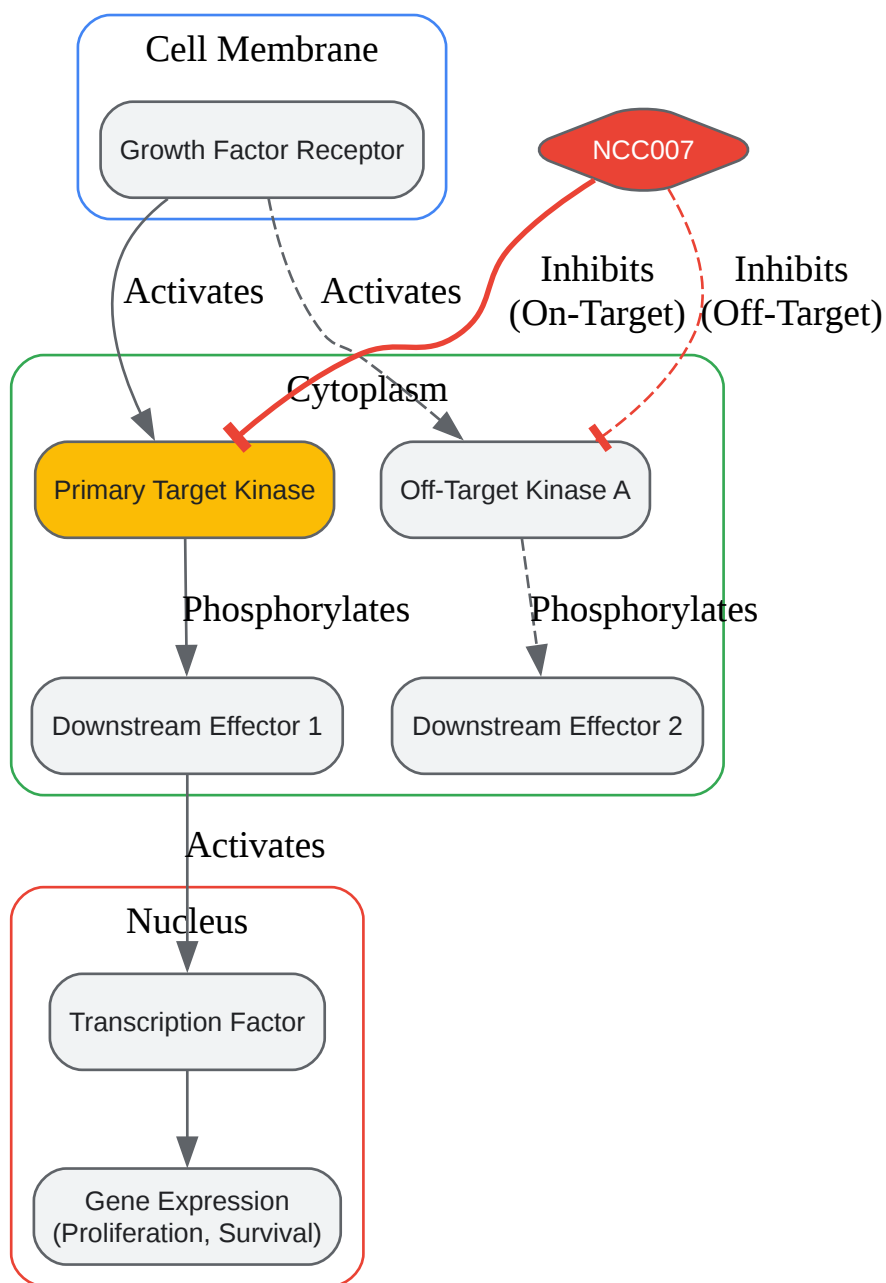 Cell Membrane
Growth Factor Receptor
NCC007
Activates
Activates
Inhibits
(On-Target)
Inhibits
(Off-Target)
Cytoplasm
Primary Target Kinase
Off-Target Kinase A
Phosphorylates
Phosphorylates
Downstream Effector 1
Downstream Effector 2
Activates
Nucleus
Transcription Factor
Gene Expression
(Proliferation, Survival)